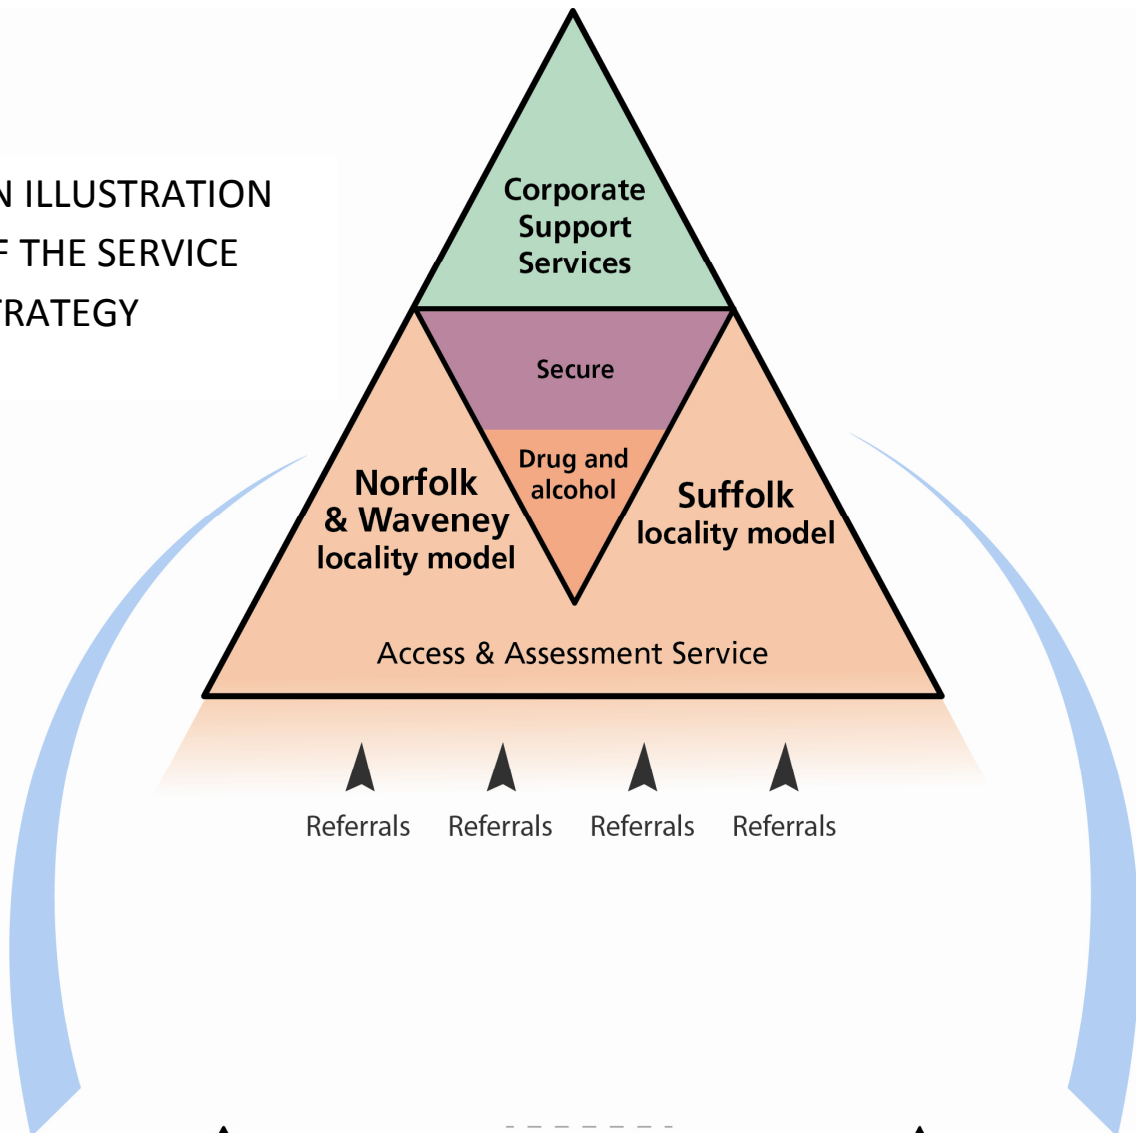 N ILLUSTRATION
F THE SERVICE
TRATEGY
Corporate
Support
Services
Secure
Drug and
alcohol
Norfolk
& Waveney
locality model
Suffolk
locality model
Access & Assessment Service
Referrals Referrals Referrals Referrals